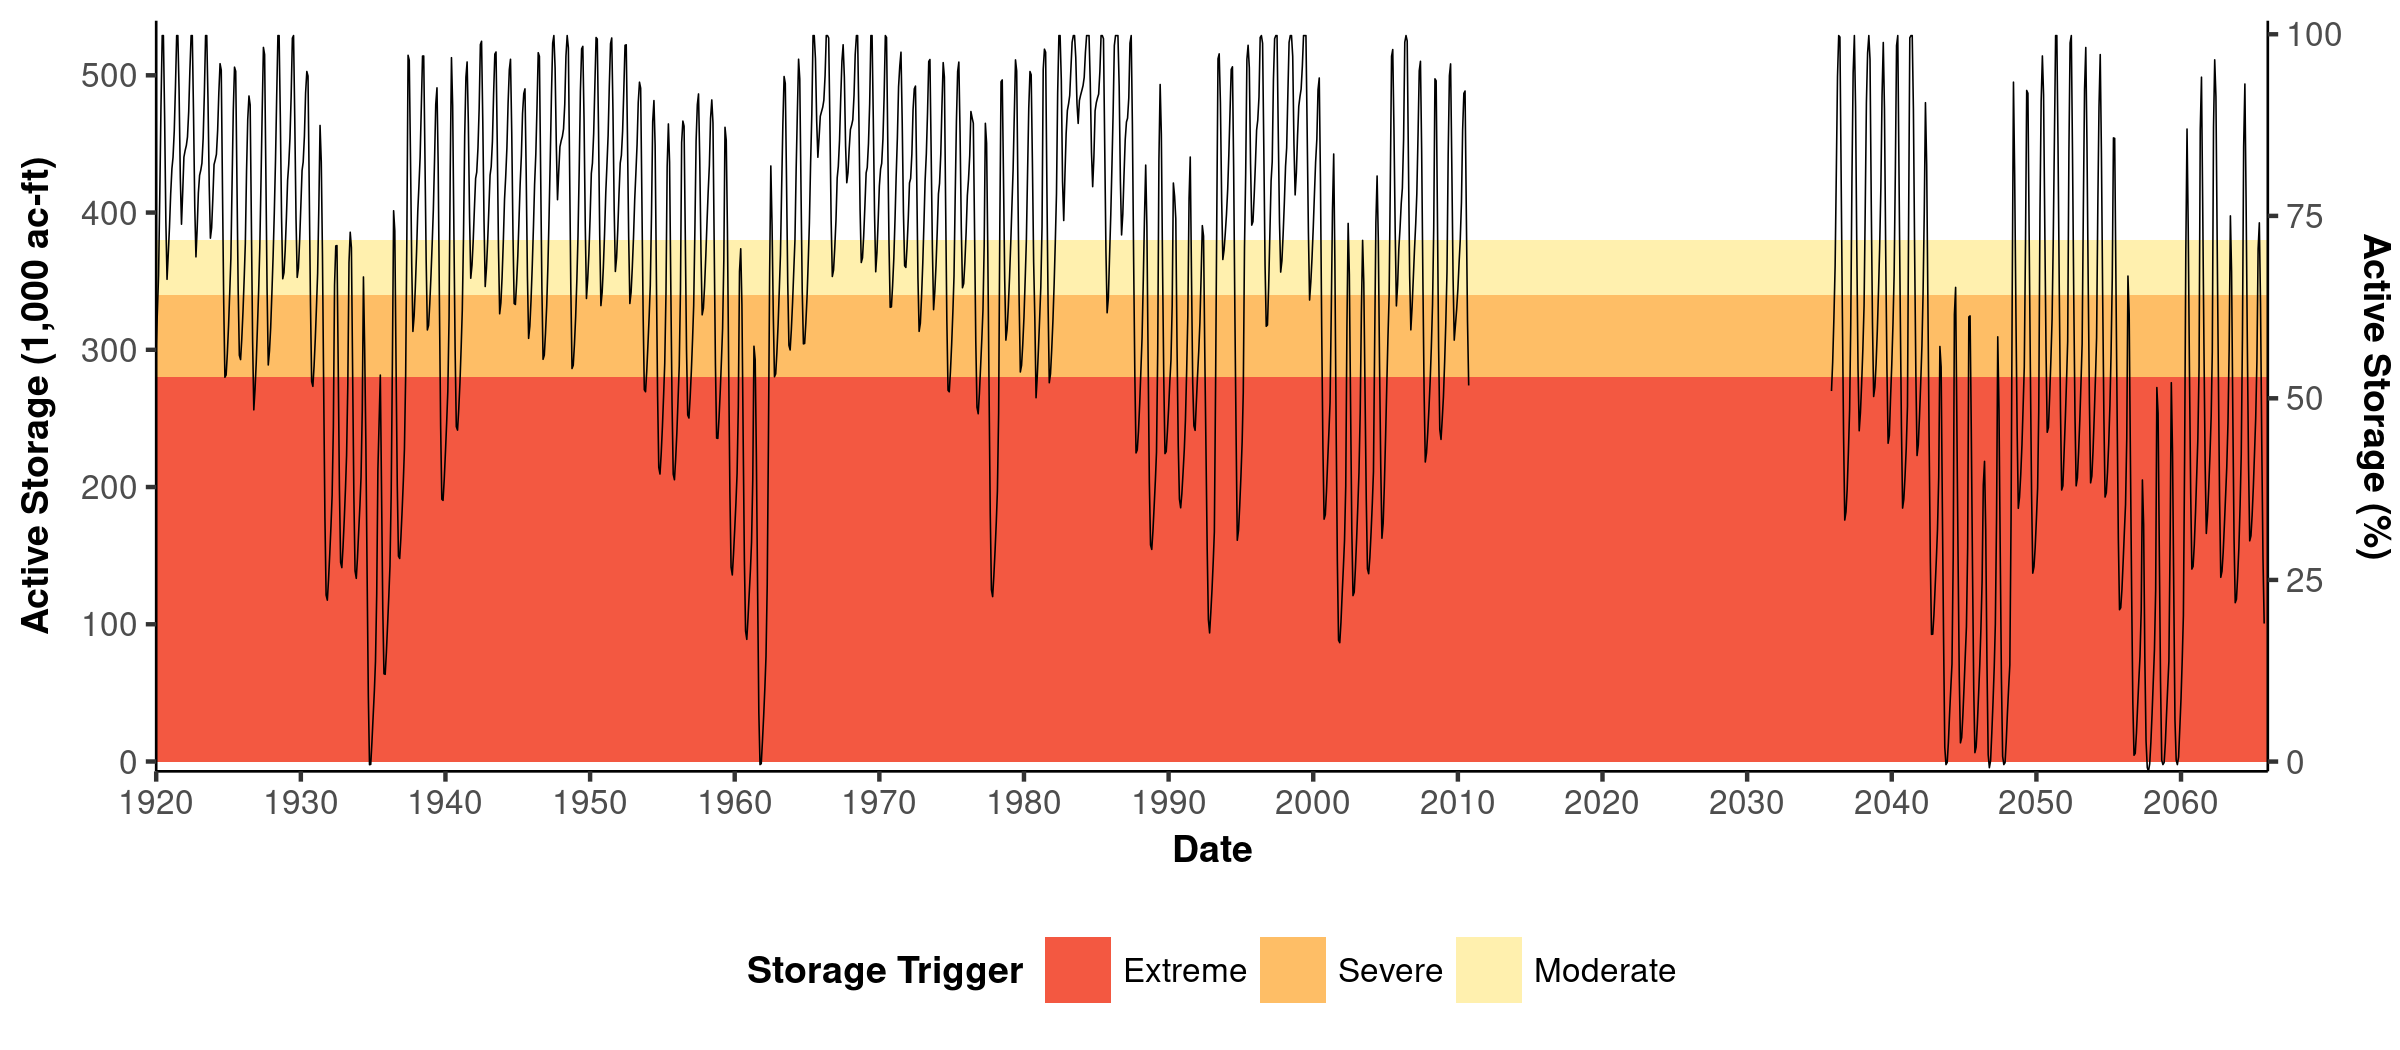 Active Storage (1,000 ac-ft)
500
400
300
200
100
0
100
75
50
25
0
Active Storage (%)
1920 1930 1940 1950 1960 1970 1980 1990 2000 2010 2020 2030 2040 2050 2060
Date
Storage Trigger Extreme Severe Moderate